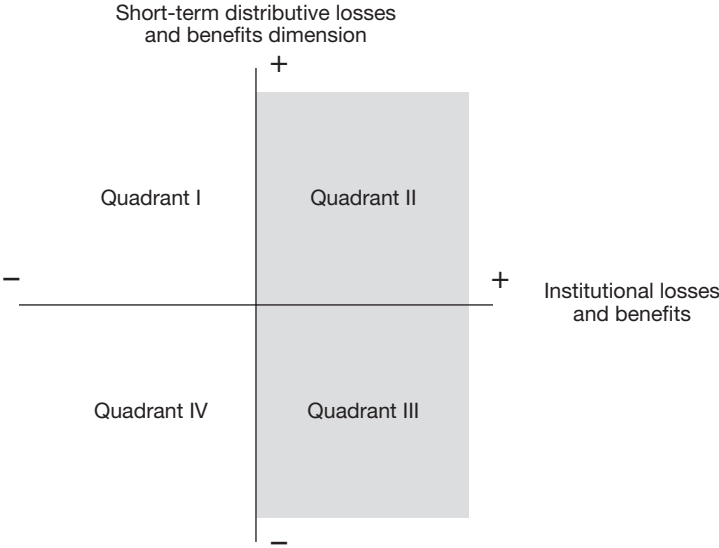 Short-term distributive losses
and benefits dimension
+
Quadrant I
Quadrant II
–
+
Institutional losses
and benefits
Quadrant IV
Quadrant III
–